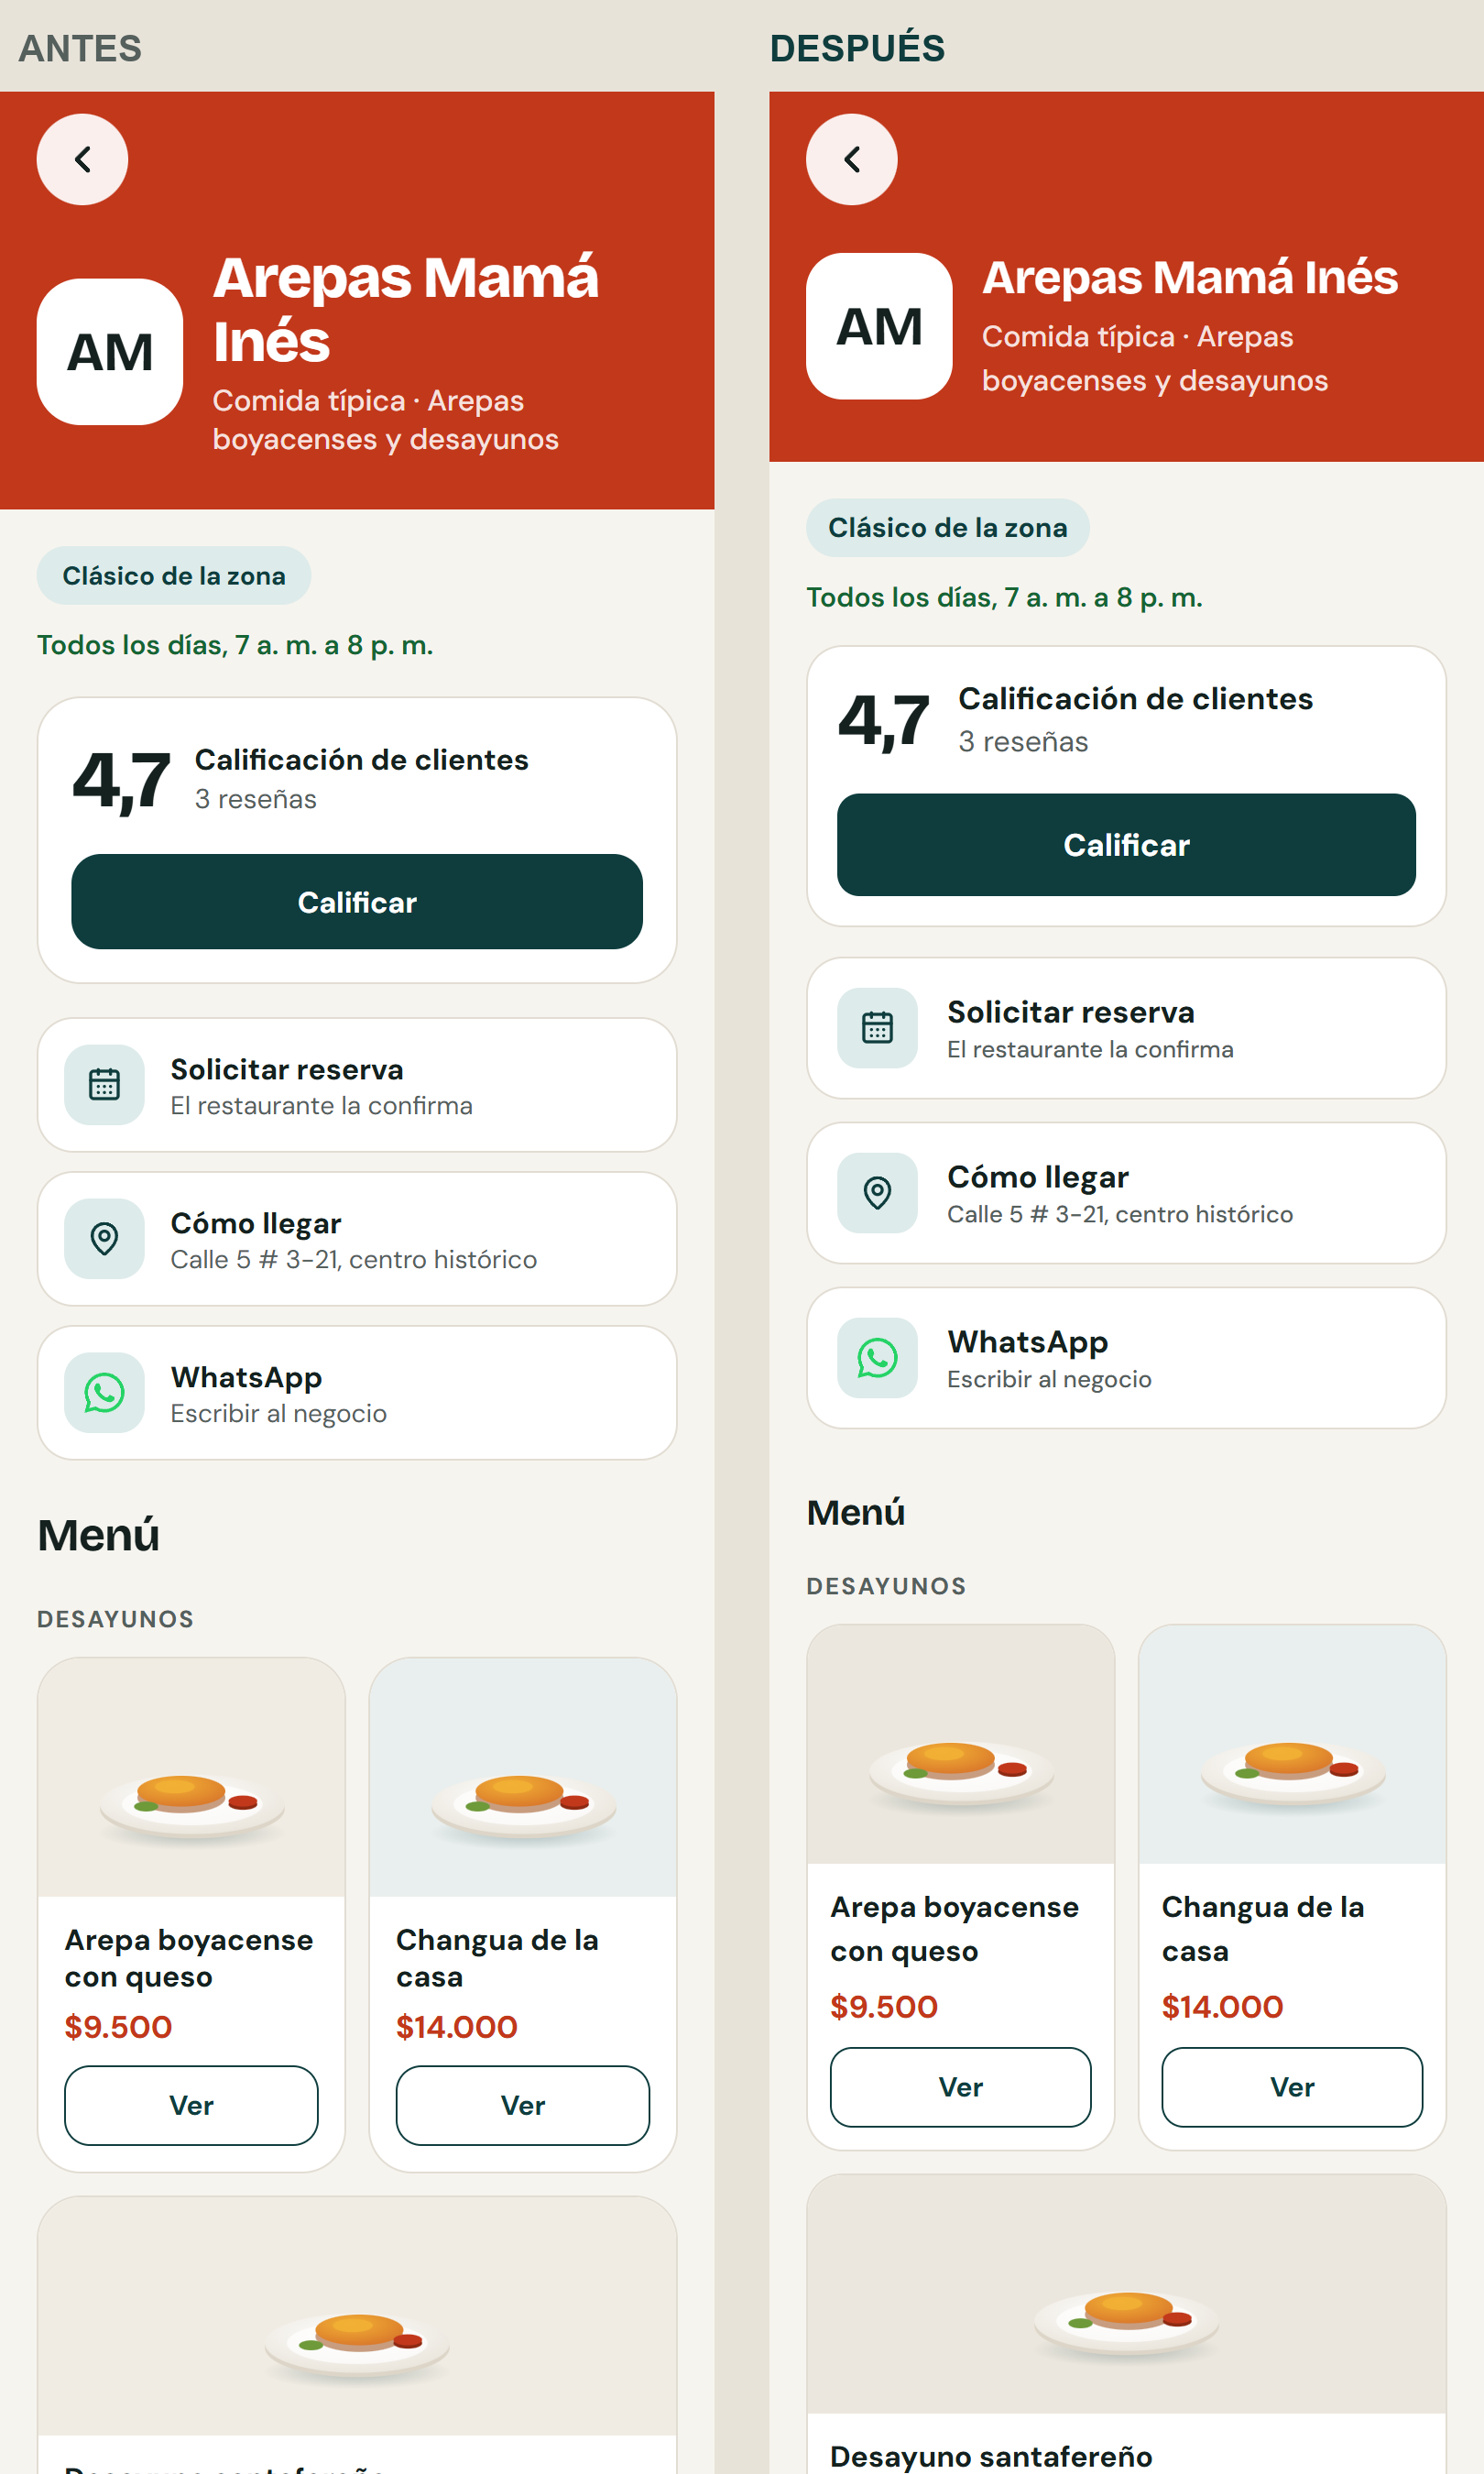 ANTES
AM
Arepas Mamá
Inés
Comida típica · Arepas
boyacenses y desayunos
Clásico de la zona
Todos los días, 7 a. m. a 8 p. m.
4,7
Calificación de clientes
3 reseñas
Calificar
Solicitar reserva
El restaurante la confirma
Cómo llegar
Calle 5 # 3-21, centro histórico
WhatsApp
Escribir al negocio
Menú
DESAYUNOS
Arepa boyacense
con queso
$9.500
Ver
Changua de la
casa
$14.000
Ver
DESPUÉS
AM
Arepas Mamá Inés
Comida típica · Arepas
boyacenses y desayunos
Clásico de la zona
Todos los días, 7 a. m. a 8 p. m.
4,7
Calificación de clientes
3 reseñas
Calificar
Solicitar reserva
El restaurante la confirma
Cómo llegar
Calle 5 # 3-21, centro histórico
WhatsApp
Escribir al negocio
Menú
DESAYUNOS
Arepa boyacense
con queso
$9.500
Ver
Changua de la
casa
$14.000
Ver
Desayuno santafereño